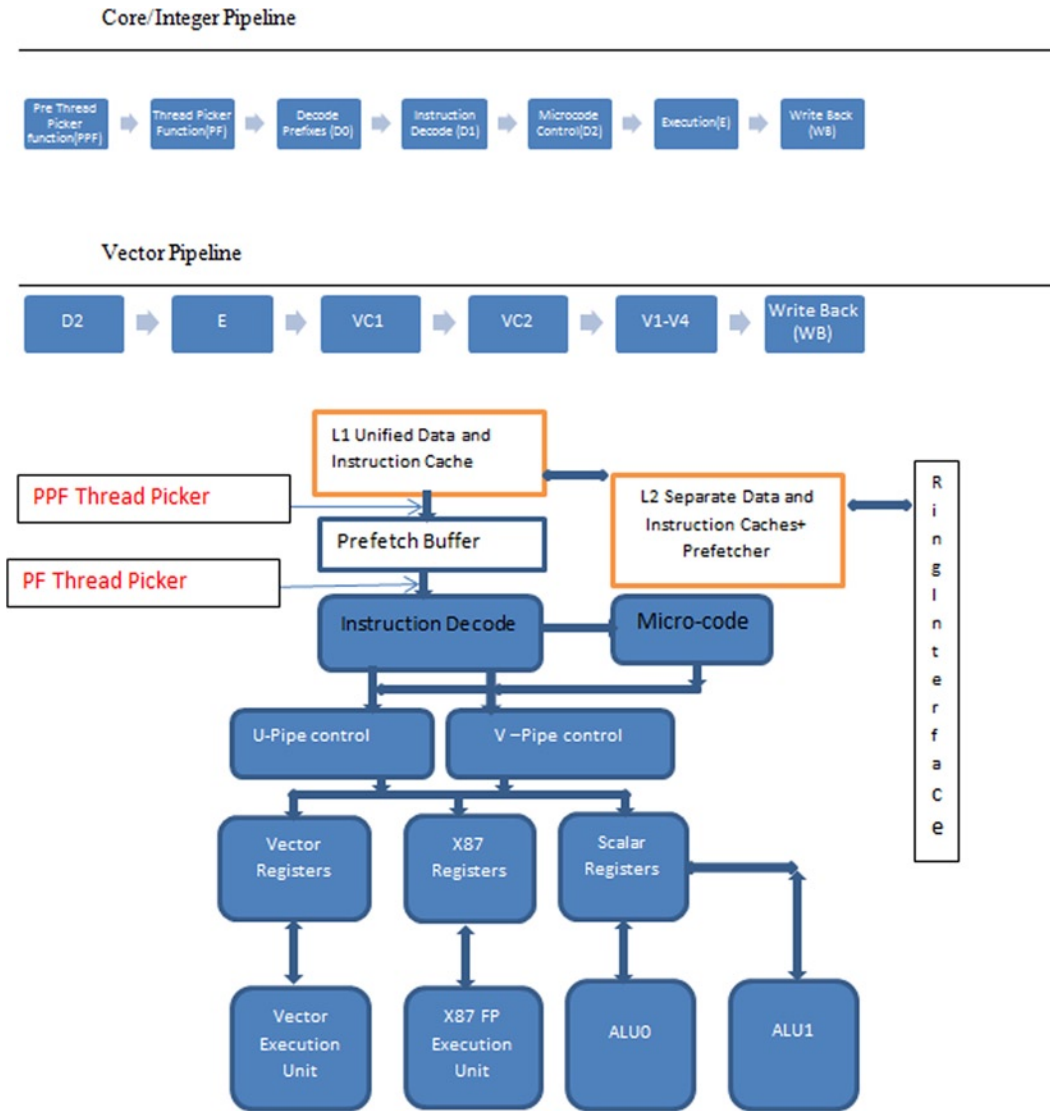 Core/Integer Pipeline
Pre Thread
Picker
function(PPF)
Thread Picker
Function(PF)
Decode
Prefixes (D0)
Instruction
Decode (D1)
Microcode
Control(D2)
Execution(E)
Write Back
(WB)
Vector Pipeline
D2
E
VC1
VC2
V1-V4
Write Back
(WB)
L1 Unified Data and
Instruction Cache
PPF Thread Picker
L2 Separate Data and
Instruction Caches+
Prefetcher
Prefetch Buffer
PF Thread Picker
Instruction Decode
Micro-code
U-Pipe control
V –Pipe control
Vector
Registers
X87
Registers
Scalar
Registers
Vector
Execution
Unit
X87 FP
Execution
Unit
ALU0
ALU1
R
i
n
g
I
n
t
e
r
f
a
c
e